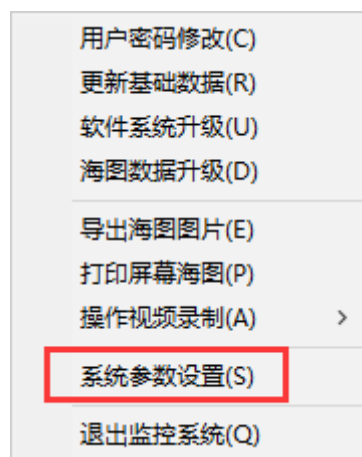 用户密码修改(C)
更新基础数据(R)
软件系统升级(U)
海图数据升级(D)
导出海图图片(E)
打印屏幕海图(P)
操作视频录制(A)
系统参数设置(S)
退出监控系统(Q)